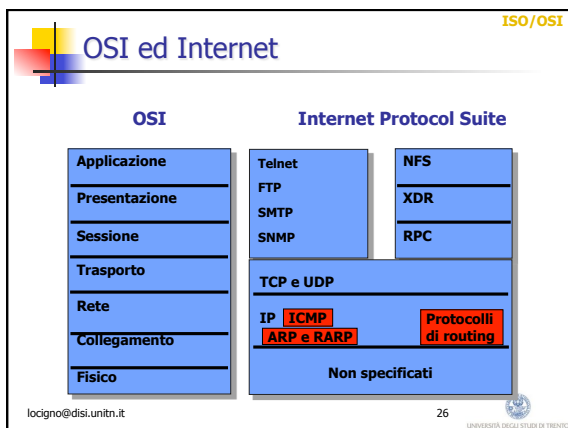 ISO/OSI
OSI ed Internet
OSI
Internet Protocol Suite
Applicazione
Presentazione
Sessione
Trasporto
Rete
Collegamento
Fisico
Telnet
FTP
SMTP
SNMP
NFS
XDR
RPC
TCP e UDP
IP ICMP
ARP e RARP
Protocolli
di routing
Non specificati
locigno@disi.unitn.it
26
UNIVERSITÀ DEGLI STUDI DI TRENTO